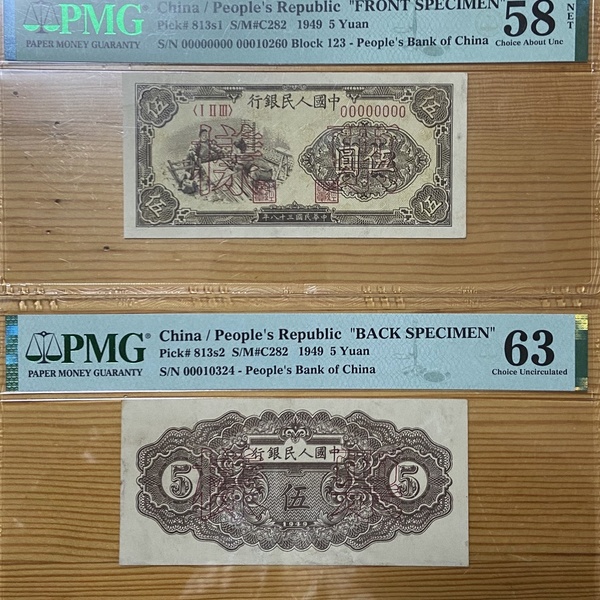 PMG
PAPER MONEY GUARANTY
China / People's Republic "FRONT SPECIMEN"
Pick# 813s1 S/M#C282 1949 5 Yuan
S/N 00000000 00010260 Block 123 - People's Bank of China
58
NET
Choice About Unc
行銀民人國中
〈I II III〉
00000000
伍
伍
圓伍
樣
伍
伍
年八十三國民華中
PMG
PAPER MONEY GUARANTY
China / People's Republic "BACK SPECIMEN"
Pick# 813s2 S/M#C282 1949 5 Yuan
S/N 00010324 - People's Bank of China
63
Choice Uncirculated
行銀民人國中
5
伍
5
1949